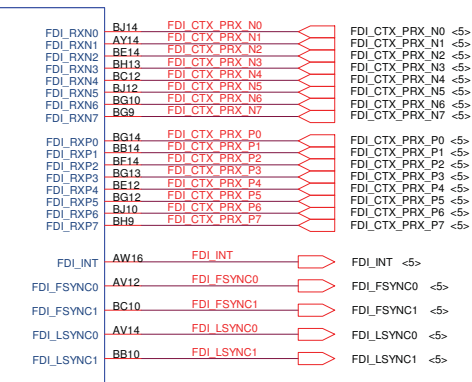 FDI_RXN0 BJ14 FDI_CTX_PRX_N0 FDI_CTX_PRX_N0 <5>
FDI_RXN1 AY14 FDI_CTX_PRX_N1 FDI_CTX_PRX_N1 <5>
FDI_RXN2 BE14 FDI_CTX_PRX_N2 FDI_CTX_PRX_N2 <5>
FDI_RXN3 BH13 FDI_CTX_PRX_N3 FDI_CTX_PRX_N3 <5>
FDI_RXN4 BC12 FDI_CTX_PRX_N4 FDI_CTX_PRX_N4 <5>
FDI_RXN5 BJ12 FDI_CTX_PRX_N5 FDI_CTX_PRX_N5 <5>
FDI_RXN6 BG10 FDI_CTX_PRX_N6 FDI_CTX_PRX_N6 <5>
FDI_RXN7 BG9 FDI_CTX_PRX_N7 FDI_CTX_PRX_N7 <5>
FDI_RXP0 BG14 FDI_CTX_PRX_P0 FDI_CTX_PRX_P0 <5>
FDI_RXP1 BB14 FDI_CTX_PRX_P1 FDI_CTX_PRX_P1 <5>
FDI_RXP2 BF14 FDI_CTX_PRX_P2 FDI_CTX_PRX_P2 <5>
FDI_RXP3 BG13 FDI_CTX_PRX_P3 FDI_CTX_PRX_P3 <5>
FDI_RXP4 BE12 FDI_CTX_PRX_P4 FDI_CTX_PRX_P4 <5>
FDI_RXP5 BG12 FDI_CTX_PRX_P5 FDI_CTX_PRX_P5 <5>
FDI_RXP6 BJ10 FDI_CTX_PRX_P6 FDI_CTX_PRX_P6 <5>
FDI_RXP7 BH9 FDI_CTX_PRX_P7 FDI_CTX_PRX_P7 <5>
FDI_INT AW16 FDI_INT FDI_INT <5>
FDI_FSYNC0 AV12 FDI_FSYNC0 FDI_FSYNC0 <5>
FDI_FSYNC1 BC10 FDI_FSYNC1 FDI_FSYNC1 <5>
FDI_LSYNC0 AV14 FDI_LSYNC0 FDI_LSYNC0 <5>
FDI_LSYNC1 BB10 FDI_LSYNC1 FDI_LSYNC1 <5>